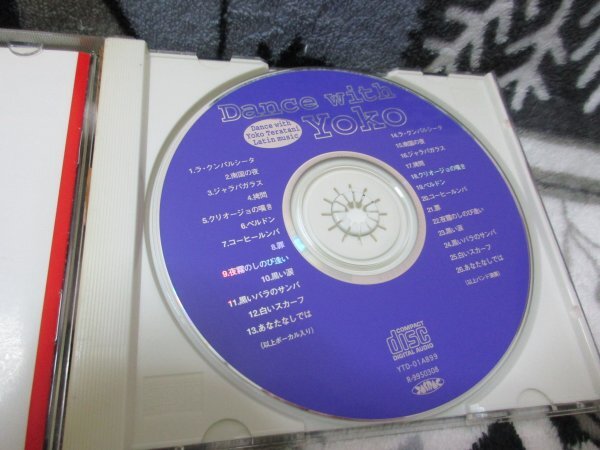 Dance with
Yoko
Dance with
Yoko Teratani
Latin music
1.ラ・クンパルシータ
2.南国の夜
3.ジャラバガラス
4.拷問
5.クリオージョの嘆き
6.ベルドン
7.コーヒールンバ
8.罪
9.夜霧のしのび逢い
10.黒い涙
11.黒いバラのサンバ
12.白いスカーフ
13.あなたなしでは
(以上ボーカル入り)
14.ラ・クンパルシータ
15.南国の夜
16.ジャラバガラス
17.拷問
18.クリオージョの嘆き
19.ベルドン
20.コーヒールンバ
21.罪
22.夜霧のしのび逢い
23.黒い涙
24.黒いバラのサンバ
25.白いスカーフ
26.あなたなしでは
(以上バンド演奏)
COMPACT
disc
DIGITAL AUDIO
YTD-01A899
R-9950308